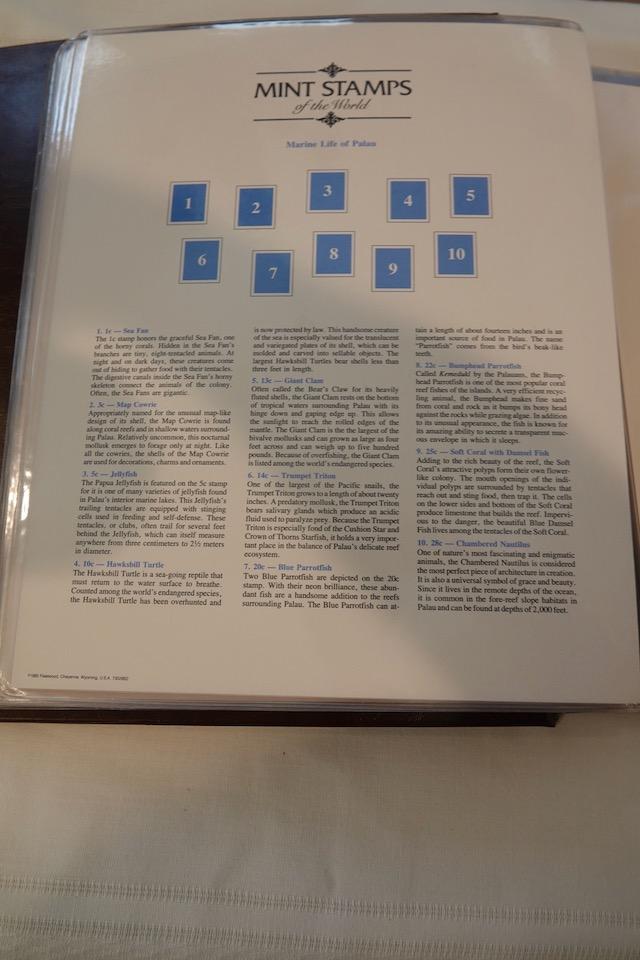 MINT STAMPS
of the World
Marine Life of Palau
1
2
3
4
5
6
7
8
9
10
1. 1c — Sea Fan
The 1c stamp honors the graceful Sea Fan, one
of the horny corals. Hidden in the Sea Fan's
branches are tiny, eight-tentacled animals. At
night and on dark days, these creatures come
out of hiding to gather food with their tentacles.
The digestive canals inside the Sea Fan's horny
skeleton connect the animals of the colony.
Often, the Sea Fans are gigantic.
2. 3c — Map Cowrie
Appropriately named for the unusual map-like
design of its shell, the Map Cowrie is found
along coral reefs and in shallow waters surround-
ing Palau. Relatively uncommon, this nocturnal
mollusk emerges to forage only at night. Like
all the cowries, the shells of the Map Cowrie
are used for decorations, charms and ornaments.
3. 5c — Jellyfish
The Papua Jellyfish is featured on the 5c stamp
for it is one of many varieties of jellyfish found
in Palau's interior marine lakes. This Jellyfish's
trailing tentacles are equipped with stinging
cells used in feeding and self-defense. These
tentacles, or clubs, often trail for several feet
behind the Jellyfish, which can itself measure
anywhere from three centimeters to 2½ meters
in diameter.
4. 10c — Hawksbill Turtle
The Hawksbill Turtle is a sea-going reptile that
must return to the water surface to breathe.
Counted among the world's endangered species,
the Hawksbill Turtle has been overhunted and
is now protected by law. This handsome creature
of the sea is especially valued for the translucent
and variegated plates of its shell, which can be
molded and carved into sellable objects. The
largest Hawksbill Turtles bear shells less than
three feet in length.
5. 13c — Giant Clam
Often called the Bear's Claw for its heavily
fluted shells, the Giant Clam rests on the bottom
of tropical waters surrounding Palau with its
hinge down and gaping edge up. This allows
the sunlight to reach the rolled edges of the
mantle. The Giant Clam is the the largest of the
bivalve mollusks and can grow as large as four
feet across and can weigh up to five hundred
pounds. Because of overfishing, the Giant Clam
is listed among the world's endangered species.
6. 14c — Trumpet Triton
One of the largest of the Pacific snails, the
Trumpet Triton grows to a length of about twenty
inches. A predatory mollusk, the Trumpet Triton
bears salivary glands which produce an acidic
fluid used to paralyze prey. Because the Trumpet
Triton is especially fond of the Cushion Star and
Crown of Thorns Starfish, it holds a very impor-
tant place in the balance of Palau's delicate reef
ecosystem.
7. 20c — Blue Parrotfish
Two Blue Parrotfish are depicted on the 20c
stamp. With their neon brilliance, these abun-
dant fish are a handsome addition to the reefs
surrounding Palau. The Blue Parrotfish can at-
tain a length of about fourteen inches and is an
important source of food in Palau. The name
"Parrotfish" comes from the bird's beak-like
teeth.
8. 22c — Bumphead Parrotfish
Called Kemedukl by the Palauans, the Bump-
head Parrotfish is one of the most popular coral
reef fishes of the islands. A very efficient recyc-
ling animal, the Bumphead makes fine sand
from coral and rock as it bumps its bony head
against the rocks while grazing algae. In addition
to its unusual appearance, the fish is known for
its amazing ability to secrete a transparent muc-
ous envelope in which it sleeps.
9. 25c — Soft Coral with Damsel Fish
Adding to the rich beauty of the reef, the Soft
Coral's attractive polyps form their own flower-
like colony. The mouth openings of the indi-
vidual polyps are surrounded by tentacles that
reach out and sting food, then trap it. The cells
on the lower sides and bottom of the Soft Coral
produce limestone that builds the reef. Impervi-
ous to the danger, the beautiful Blue Damsel
Fish lives among the tentacles of the Soft Coral.
10. 28c — Chambered Nautilus
One of nature's most fascinating and enigmatic
animals, the Chambered Nautilus is considered
the most perfect piece of architecture in creation.
It is also a universal symbol of grace and beauty.
Since it lives in the remote depths of the ocean,
it is common in the fore-reef slope habitats in
Palau and can be found at depths of 2,000 feet.
Fleetwood, Cheyenne, Wyoming, U.S.A.